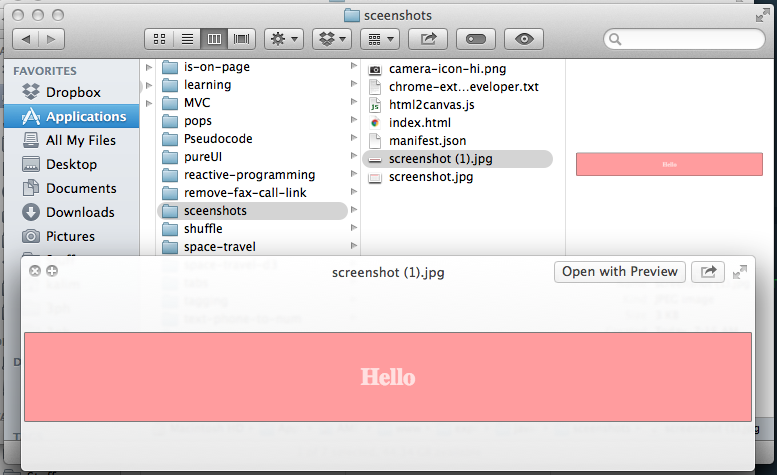 sceenshots
FAVORITES
Dropbox
Applications
All My Files
Desktop
Documents
Downloads
Pictures
is-on-page
learning
MVC
pops
Pseudocode
pureUI
reactive-programming
remove-fax-call-link
sceenshots
shuffle
space-travel
camera-icon-hi.png
chrome-ext...eveloper.txt
html2canvas.js
index.html
manifest.json
screenshot (1).jpg
screenshot.jpg
Hello
screenshot (1).jpg
Open with Preview
Hello